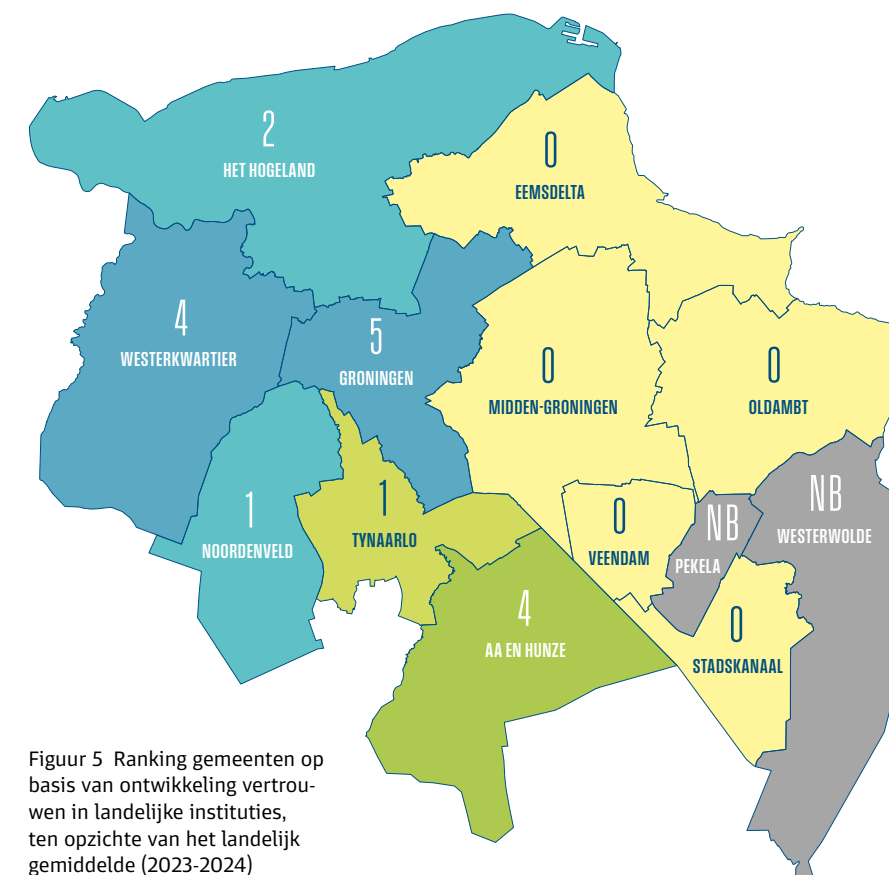 2
HET HOGELAND
0
EEMSDELTA
4
WESTERKWARTIER
5
GRONINGEN
0
MIDDEN-GRONINGEN
0
OLDAMBT
1
NOORDENVELD
1
TYNAARLO
0
VEENDAM
NB
PEKELA
NB
WESTERWOLDE
4
AA EN HUNZE
0
STADSKANAAL
Figuur 5 Ranking gemeenten op
basis van ontwikkeling vertrou-
wen in landelijke instituties,
ten opzichte van het landelijk
gemiddelde (2023-2024)